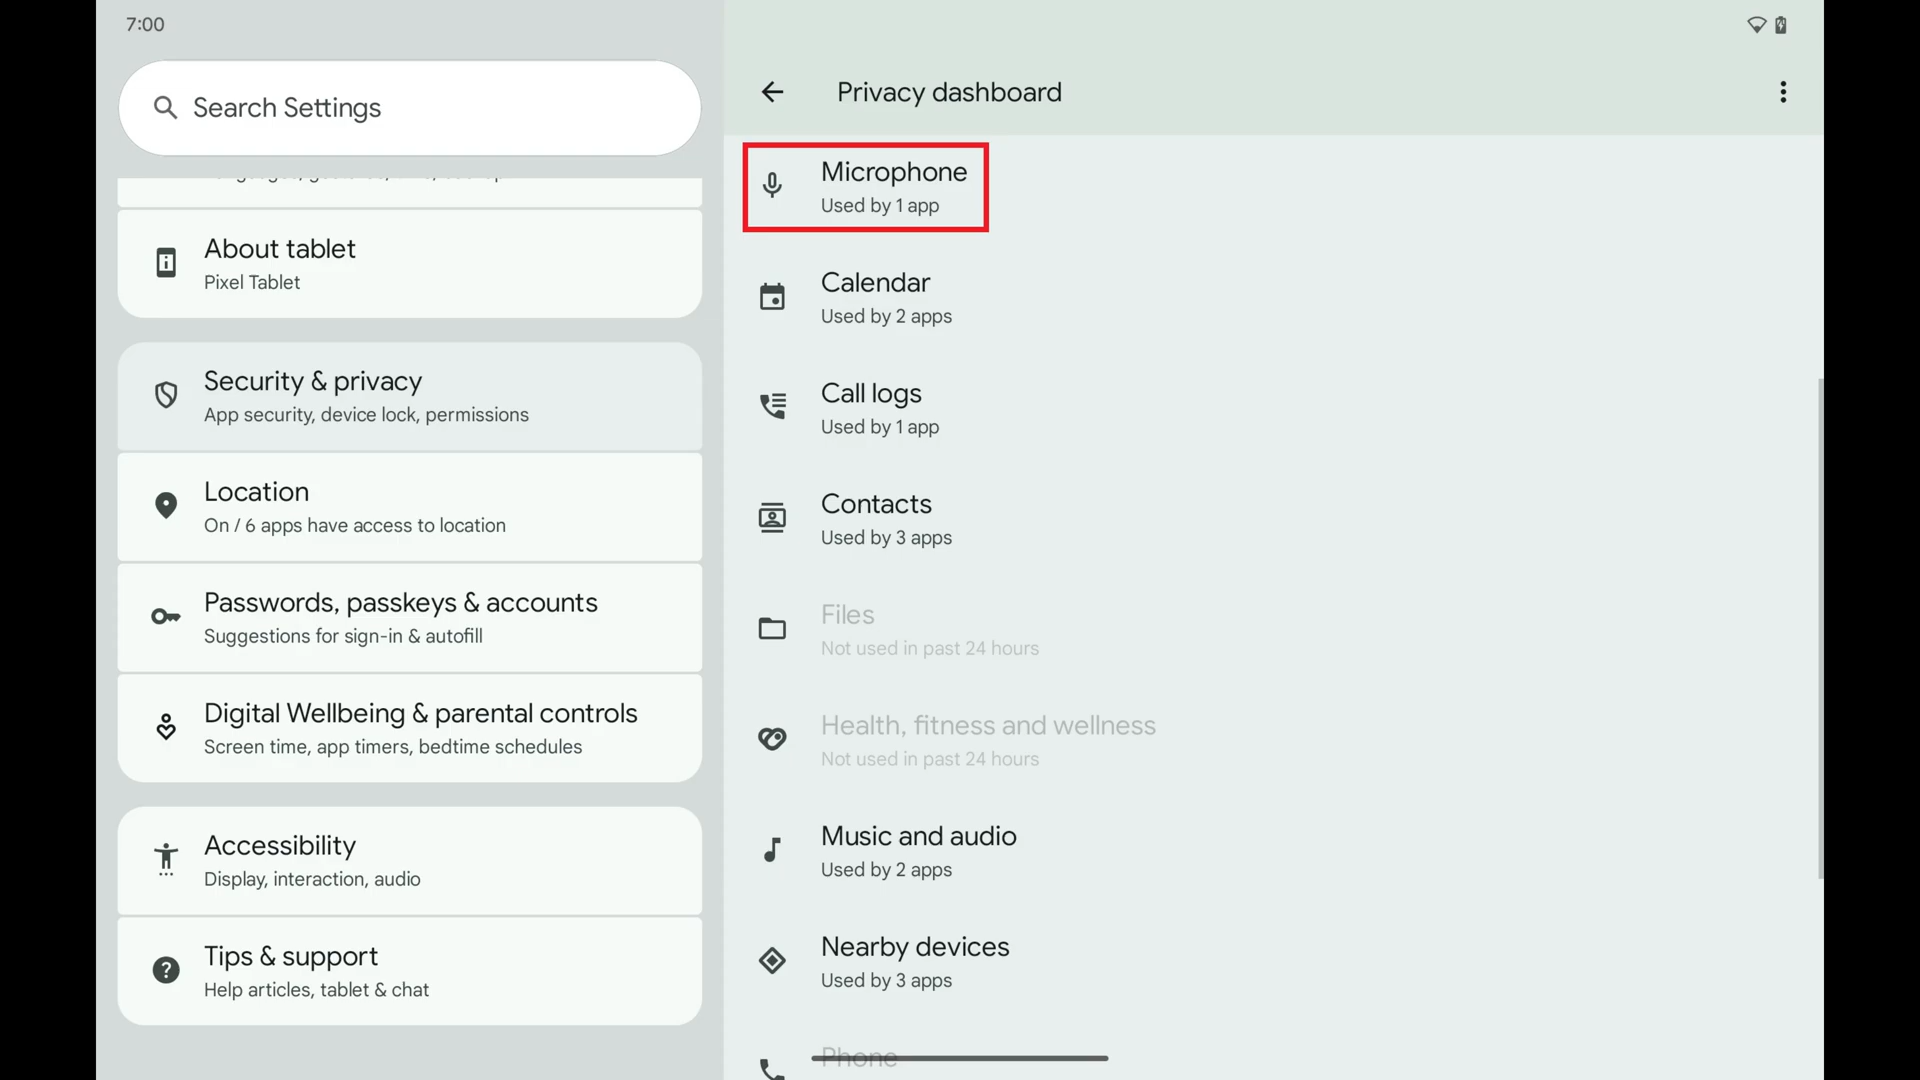 7:00
Search Settings
About tablet
Pixel Tablet
Security & privacy
App security, device lock, permissions
Location
On / 6 apps have access to location
Passwords, passkeys & accounts
Suggestions for sign-in & autofill
Digital Wellbeing & parental controls
Screen time, app timers, bedtime schedules
Accessibility
Display, interaction, audio
Tips & support
Help articles, tablet & chat
Privacy dashboard
Microphone
Used by 1 app
Calendar
Used by 2 apps
Call logs
Used by 1 app
Contacts
Used by 3 apps
Files
Not used in past 24 hours
Health, fitness and wellness
Not used in past 24 hours
Music and audio
Used by 2 apps
Nearby devices
Used by 3 apps
Phone